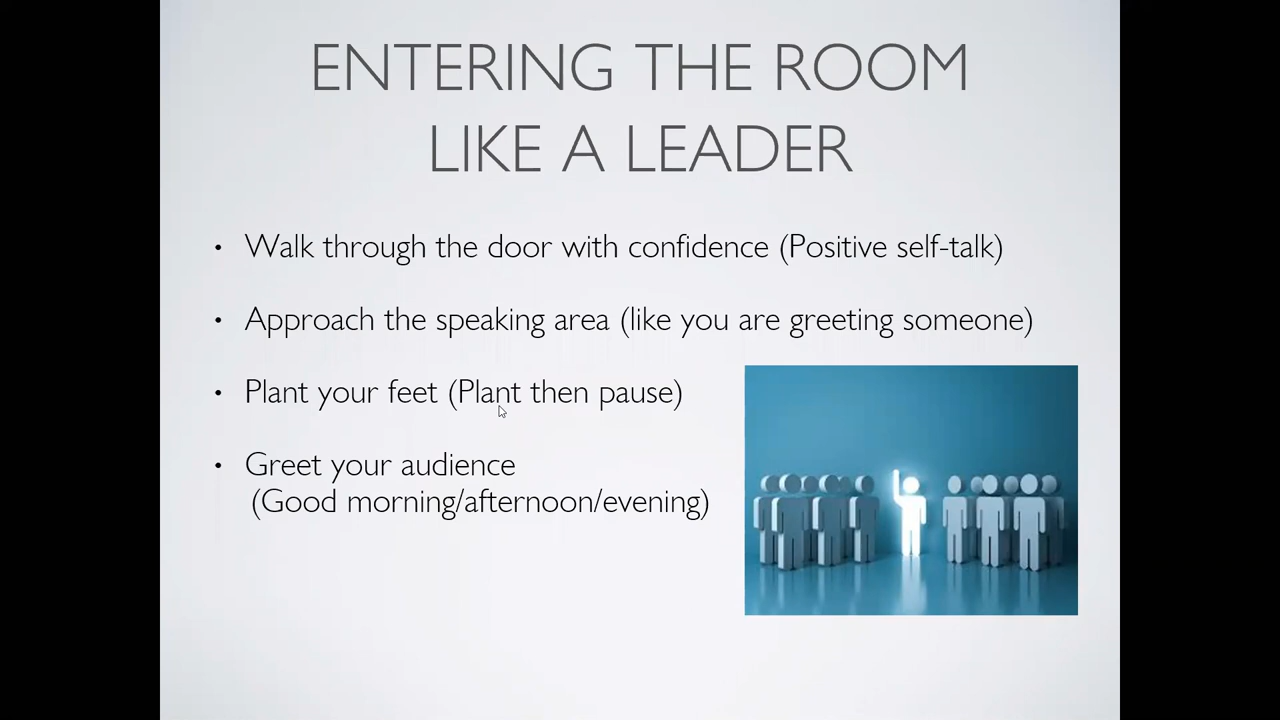 ENTERING THE ROOM
LIKE A LEADER
• Walk through the door with confidence (Positive self-talk)
• Approach the speaking area (like you are greeting someone)
• Plant your feet (Plant then pause)
• Greet your audience
(Good morning/afternoon/evening)